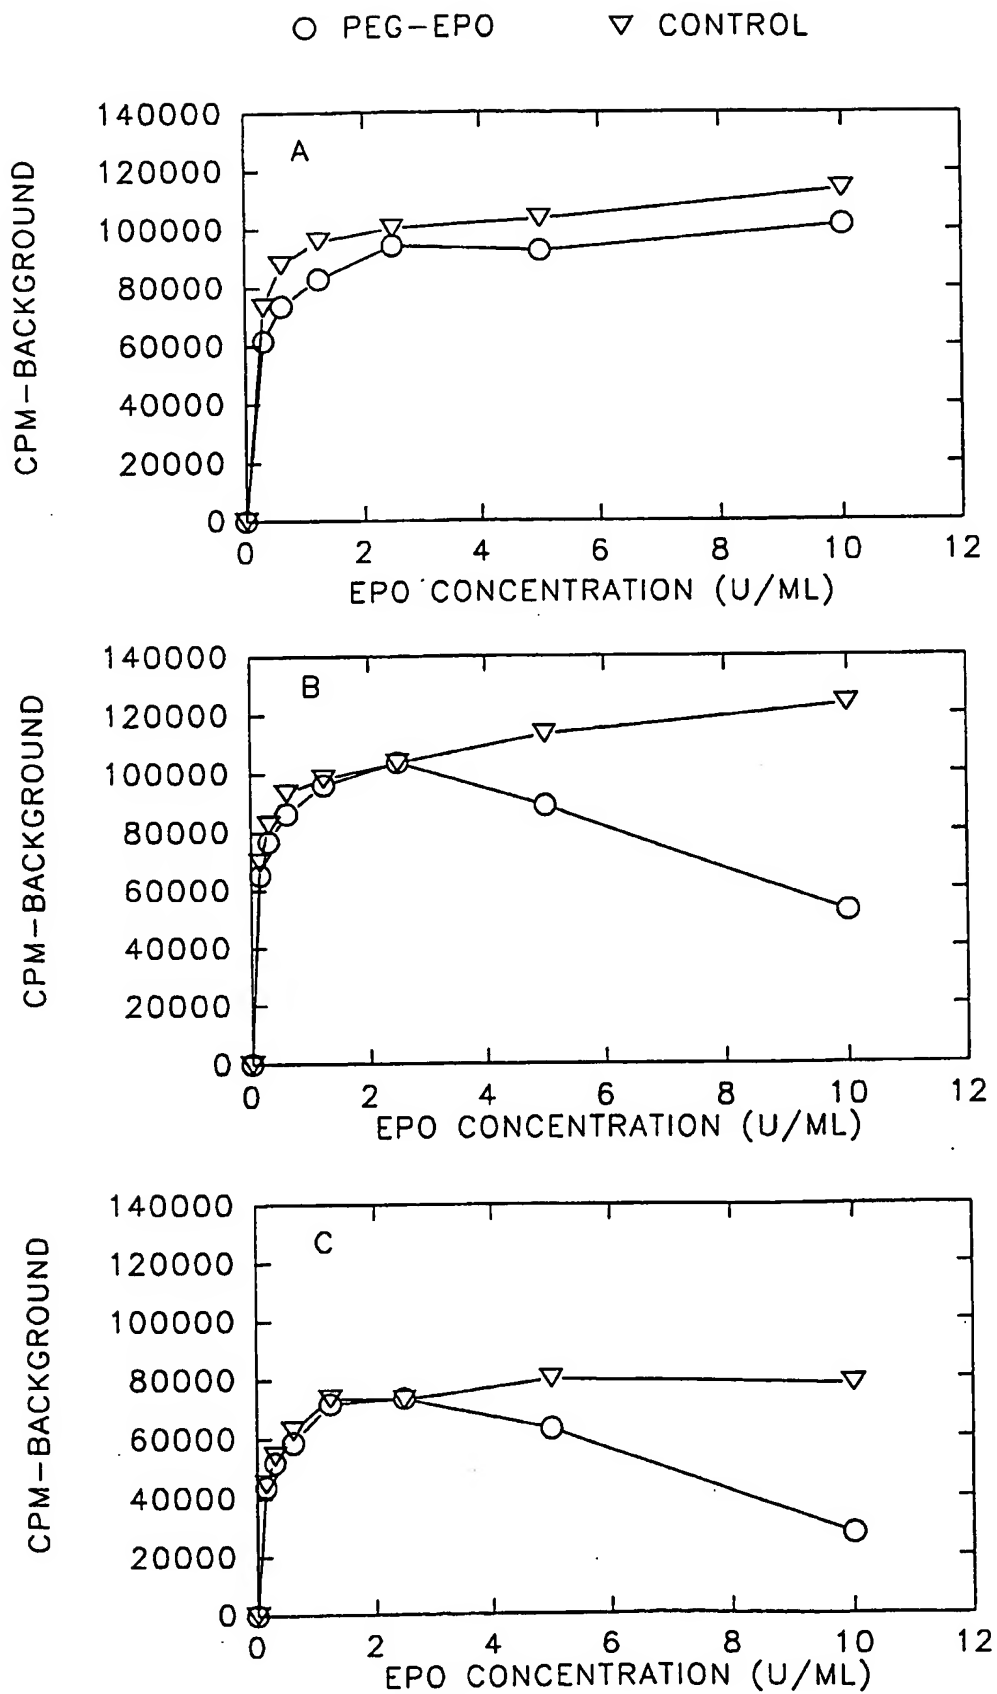 PEG-EPO CONTROL
140000
120000
100000
80000
60000
40000
20000
0
A
CPM-BACKGROUND
0 2 4 6 8 10 12
EPO CONCENTRATION (U/ML)
140000
120000
100000
80000
60000
40000
20000
0
B
CPM-BACKGROUND
0 2 4 6 8 10 12
EPO CONCENTRATION (U/ML)
140000
120000
100000
80000
60000
40000
20000
0
C
CPM-BACKGROUND
0 2 4 6 8 10 12
EPO CONCENTRATION (U/ML)